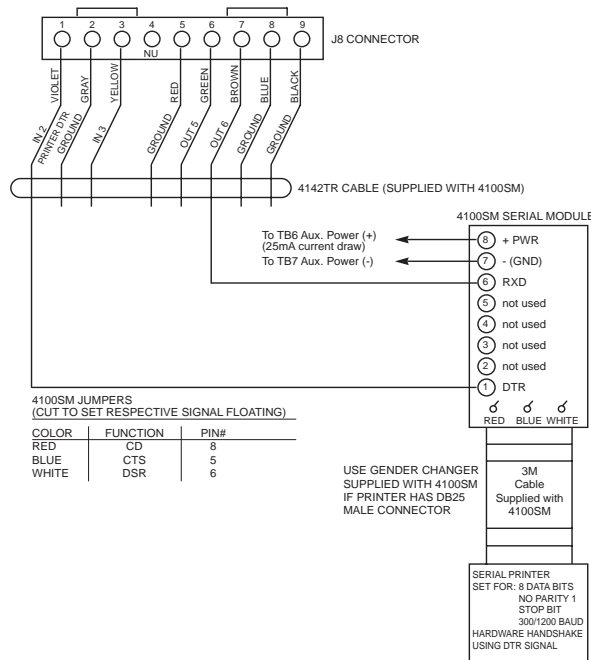 1 2 3 4 5 6 7 8 9
J8 CONNECTOR
NU
VIOLET
GRAY
YELLOW
RED
GREEN
BROWN
BLUE
BLACK
IN 2
PRINTER DTR
GROUND
IN 3
GROUND
OUT 5
OUT 6
GROUND
GROUND
4142TR CABLE (SUPPLIED WITH 4100SM)
4100SM SERIAL MODULE
To TB6 Aux. Power (+)
(25mA current draw)
To TB7 Aux. Power (-)
8 + PWR
7 - (GND)
6 RXD
5 not used
4 not used
3 not used
2 not used
1 DTR
RED BLUE WHITE
4100SM JUMPERS
(CUT TO SET RESPECTIVE SIGNAL FLOATING)
COLOR FUNCTION PIN#
RED CD 8
BLUE CTS 5
WHITE DSR 6
USE GENDER CHANGER
SUPPLIED WITH 4100SM
IF PRINTER HAS DB25
MALE CONNECTOR
3M
Cable
Supplied with
4100SM
SERIAL PRINTER
SET FOR: 8 DATA BITS
NO PARITY 1
STOP BIT
300/1200 BAUD
HARDWARE HANDSHAKE
USING DTR SIGNAL